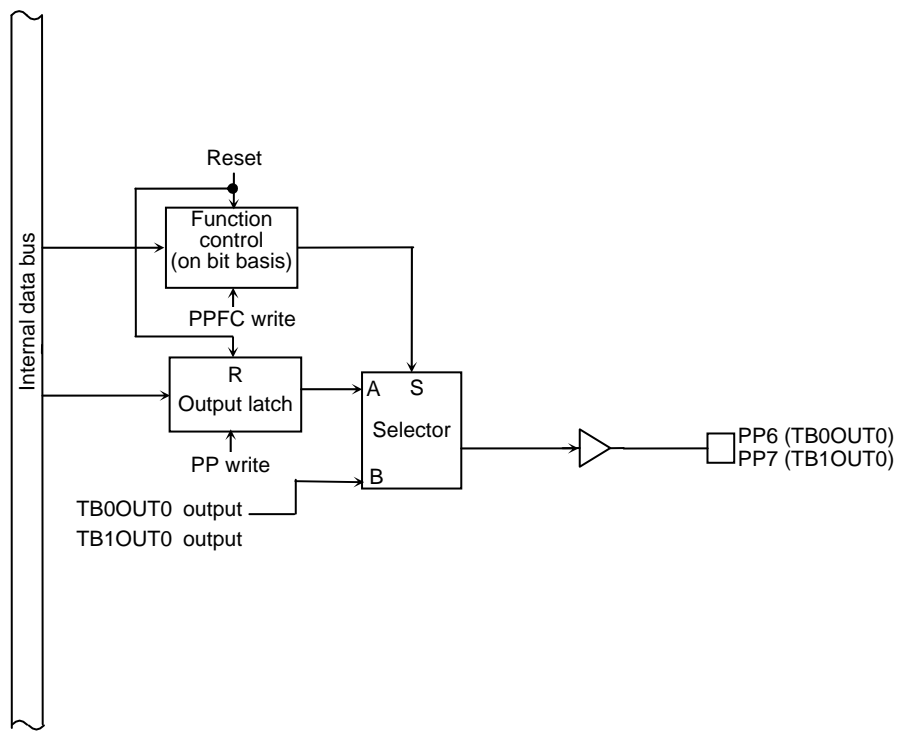 Internal data bus
Reset
Function
control
(on bit basis)
PPFC write
R
Output latch
PP write
A
S
Selector
B
TB0OUT0 output
TB1OUT0 output
PP6 (TB0OUT0)
PP7 (TB1OUT0)